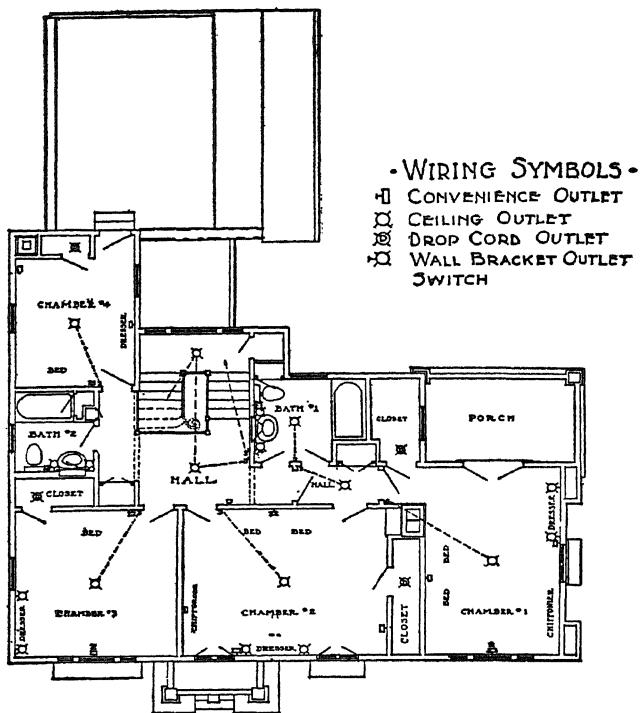 · WIRING SYMBOLS ·
CONVENIENCE OUTLET
CEILING OUTLET
DROP CORD OUTLET
WALL BRACKET OUTLET
SWITCH
CHAMBER #4
DRESSER
BED
BATH #2
CLOSET
HALL
BATH #1
CLOSET
PORCH
HALL
BED
BED
BED
DRESSER
BED
BED
CHAMBER #3
CHIFFONIER
CHAMBER #2
CLOSET
CHAMBER #1
CHIFFONIER
DRESSER
DRESSER